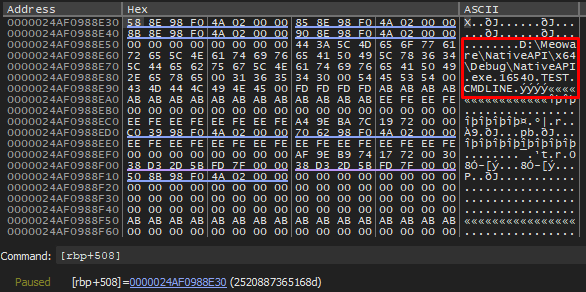 Address Hex ASCII
0000024AF0988E30 58 8E 98 F0 4A 02 00 00 85 8E 98 F0 4A 02 00 00 X..ðJ......ðJ...
0000024AF0988E40 8B 8E 98 F0 4A 02 00 00 90 8E 98 F0 4A 02 00 00 ...ðJ......ðJ...
0000024AF0988E50 00 00 00 00 00 00 00 00 44 3A 5C 4D 65 6F 77 61 ........D:\Meowa
0000024AF0988E60 72 65 5C 4E 61 74 69 76 65 41 50 49 5C 78 36 34 re\NativeAPI\x64
0000024AF0988E70 5C 44 65 62 75 67 5C 4E 61 74 69 76 65 41 50 49 \Debug\NativeAPI
0000024AF0988E80 2E 65 78 65 00 31 36 35 34 30 00 54 45 53 54 00 .exe.16540.TEST.
0000024AF0988E90 43 4D 44 4C 49 4E 45 00 FD FD FD FD AB AB AB AB CMDLINE.ýýýý««««
0000024AF0988EA0 AB AB AB AB AB AB AB AB AB AB AB AB EE FE EE FE ««««««««««««îþîþ
0000024AF0988EB0 00 00 00 00 00 00 00 00 00 00 00 00 00 00 00 00 ................
0000024AF0988EC0 EE FE EE FE EE FE EE FE A4 9E BA 7C 19 72 00 00 îþîþîþîþ¤.º|.r..
0000024AF0988ED0 C0 39 98 F0 4A 02 00 00 70 62 98 F0 4A 02 00 00 À9.ðJ...pb.ðJ...
0000024AF0988EE0 EE FE EE FE EE FE EE FE EE FE EE FE EE FE EE FE îþîþîþîþîþîþîþîþ
0000024AF0988EF0 00 00 00 00 00 00 00 00 AF 9E B9 74 17 72 00 30 ........¯.¹t.r.0
0000024AF0988F00 38 D3 2D 5B FD 7F 00 00 38 D3 2D 5B FD 7F 00 00 8Ó-[ý...8Ó-[ý...
0000024AF0988F10 50 8B 98 F0 4A 02 00 00 00 00 00 00 00 00 00 00 P..ðJ...........
0000024AF0988F20 00 00 00 00 00 00 00 00 00 00 00 00 00 00 00 00 ................
0000024AF0988F30 00 00 00 00 00 00 00 00 00 00 00 00 00 00 00 00 ................
0000024AF0988F40 00 00 00 00 00 00 00 00 00 00 00 00 00 00 00 00 ................
0000024AF0988F50 AB AB AB AB AB AB AB AB AB AB AB AB AB AB AB AB ««««««««««««««««
0000024AF0988F60 00 00 00 00 00 00 00 00 00 00 00 00 00 00 00 00 ................
Command: [rbp+508]
Paused [rbp+508]=0000024AF0988E30 (2520887365168d)